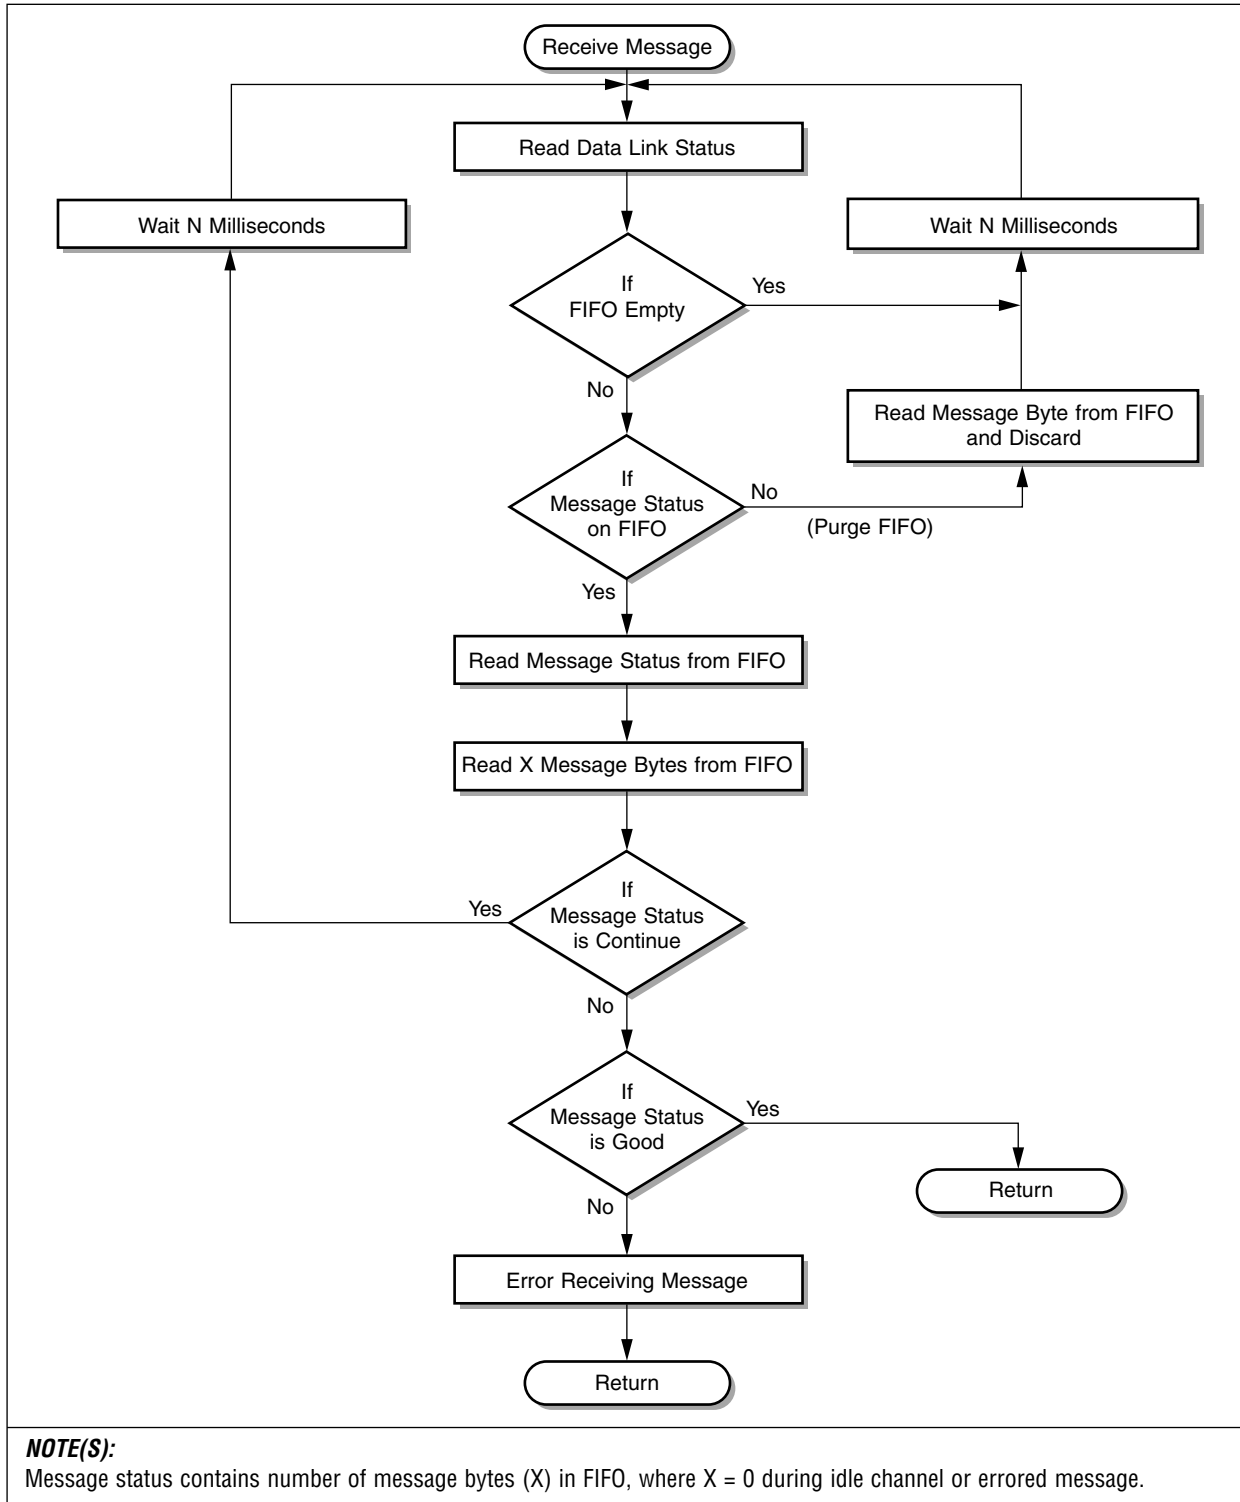 Receive Message
Read Data Link Status
Wait N Milliseconds
Wait N Milliseconds
If
FIFO Empty
Yes
No
Read Message Byte from FIFO
and Discard
If
Message Status
on FIFO
No
(Purge FIFO)
Yes
Read Message Status from FIFO
Read X Message Bytes from FIFO
If
Message Status
is Continue
Yes
No
If
Message Status
is Good
Yes
Return
No
Error Receiving Message
Return
NOTE(S):
Message status contains number of message bytes (X) in FIFO, where X = 0 during idle channel or errored message.